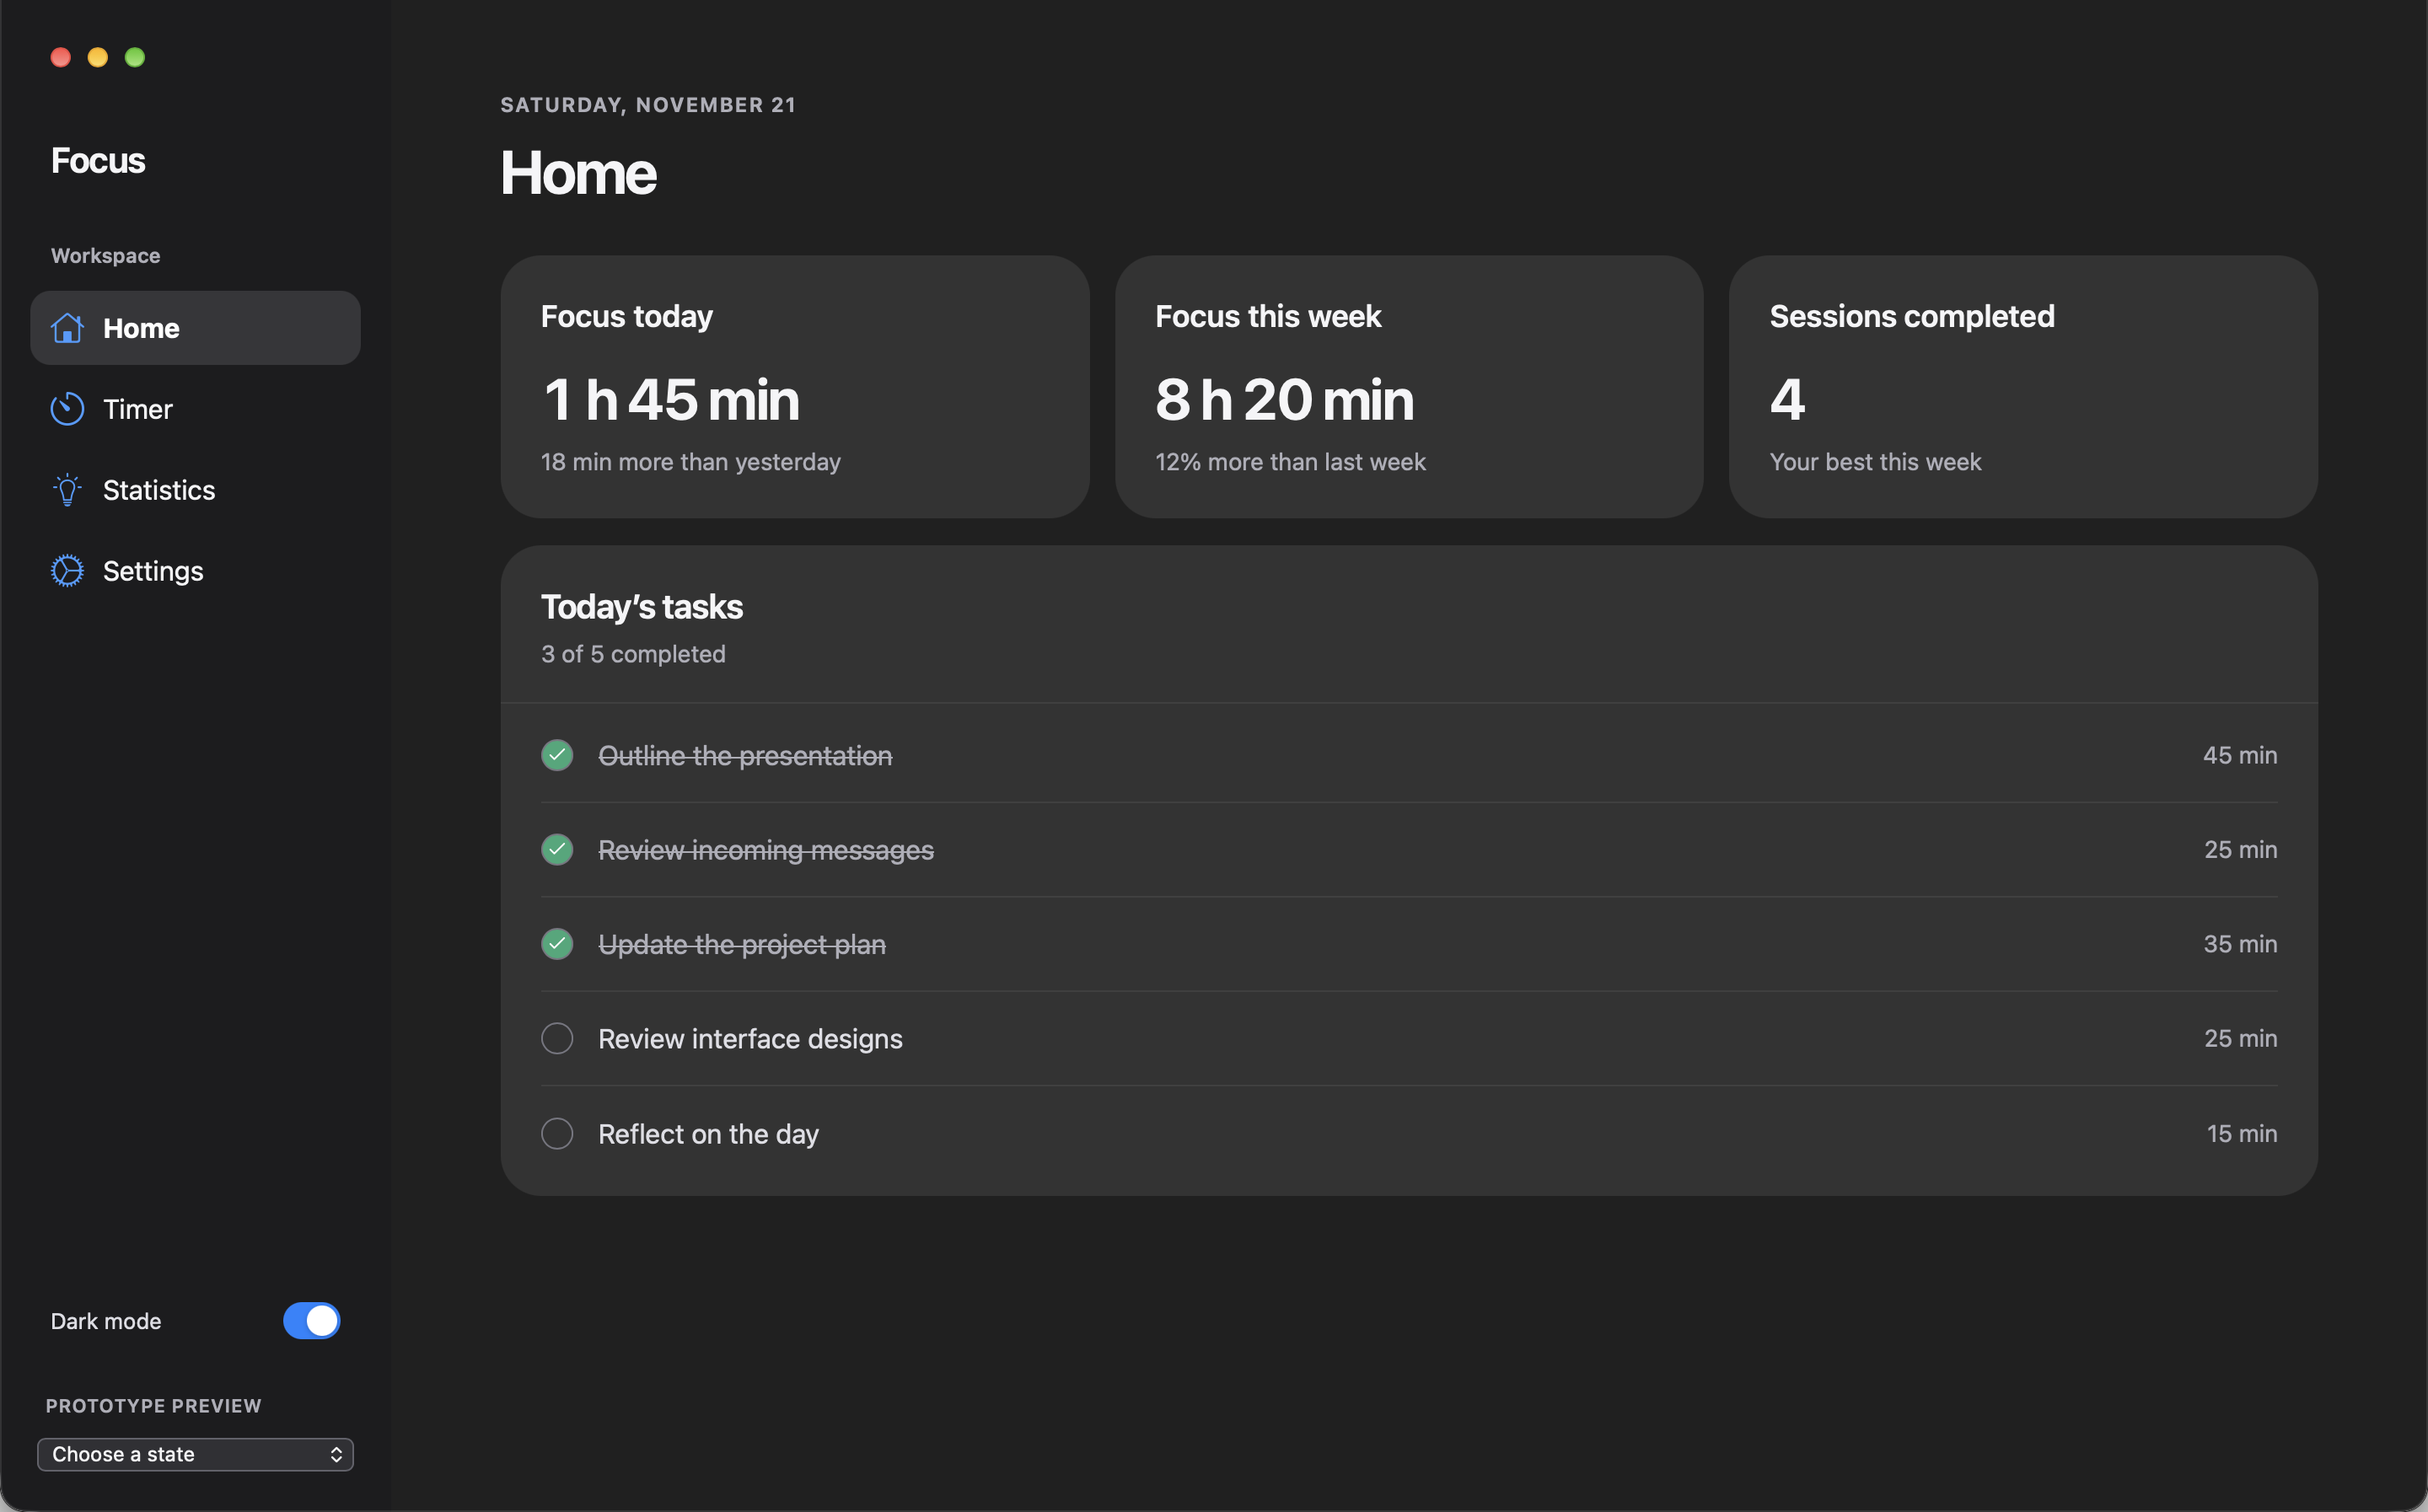 Focus
Workspace
Home
Timer
Statistics
Settings
Dark mode
PROTOTYPE PREVIEW
Choose a state
SATURDAY, NOVEMBER 21
Home
Focus today
1 h 45 min
18 min more than yesterday
Focus this week
8 h 20 min
12% more than last week
Sessions completed
4
Your best this week
Today’s tasks
3 of 5 completed
Outline the presentation 45 min
Review incoming messages 25 min
Update the project plan 35 min
Review interface designs 25 min
Reflect on the day 15 min